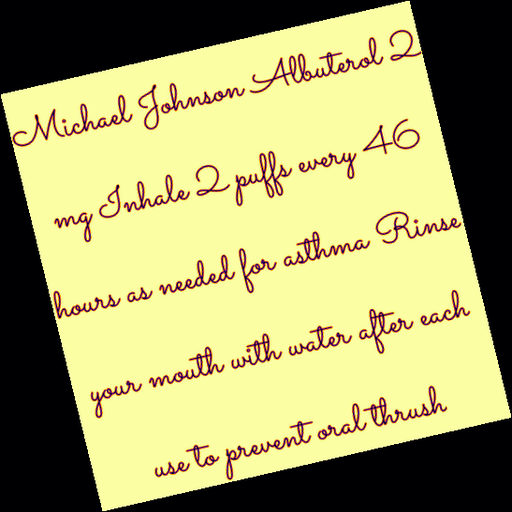 Michael Johnson Albuterol 2
mg Inhale 2 puffs every 46
hours as needed for asthma Rinse
your mouth with water after each
use to prevent oral thrush